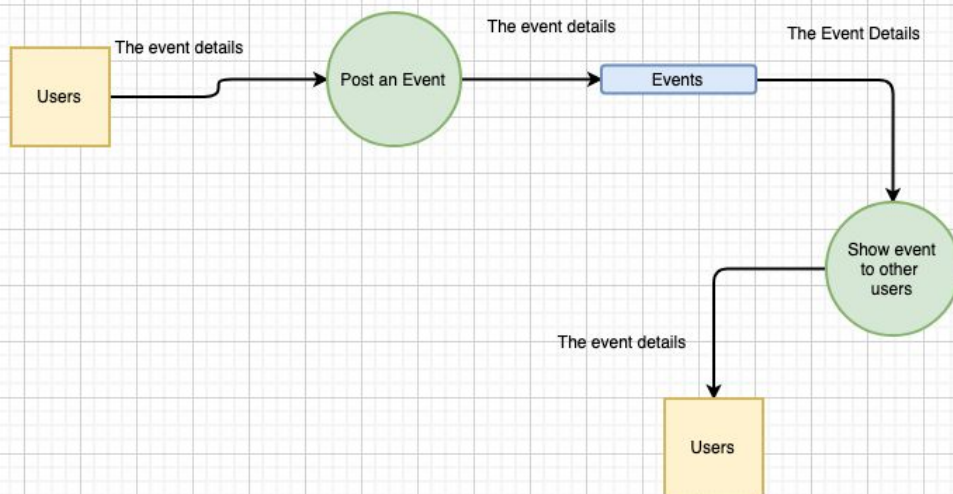 The event details
The event details
The Event Details
Users
Post an Event
Events
Show event
to other
users
The event details
Users